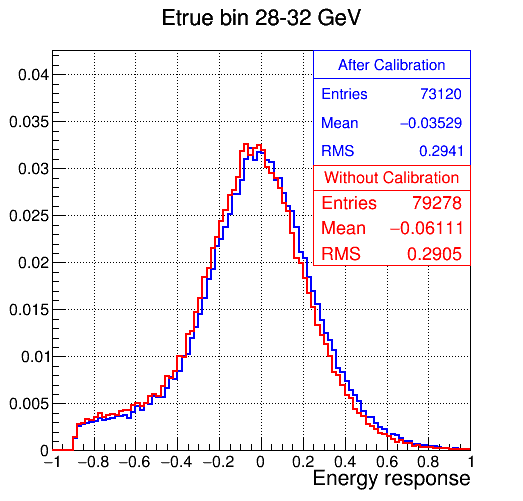 Etrue bin 28-32 GeV
After Calibration
Entries 73120
Mean −0.03529
RMS 0.2941
Without Calibration
Entries 79278
Mean −0.06111
RMS 0.2905
0.04
0.035
0.03
0.025
0.02
0.015
0.01
0.005
0
−1 −0.8 −0.6 −0.4 −0.2 0 0.2 0.4 0.6 0.8 1
Energy response